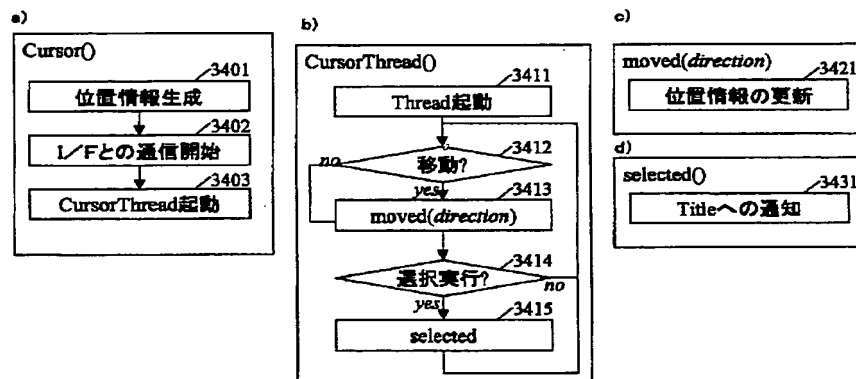 a)
Cursor()
3401
位置情報生成
3402
I/Fとの通信開始
3403
CursorThread起動
b)
CursorThread()
3411
Thread起動
3412
no
移動?
yes
3413
moved(direction)
3414
選択実行?
no
yes
3415
selected
c)
moved(direction)
3421
位置情報の更新
d)
selected()
3431
Titleへの通知